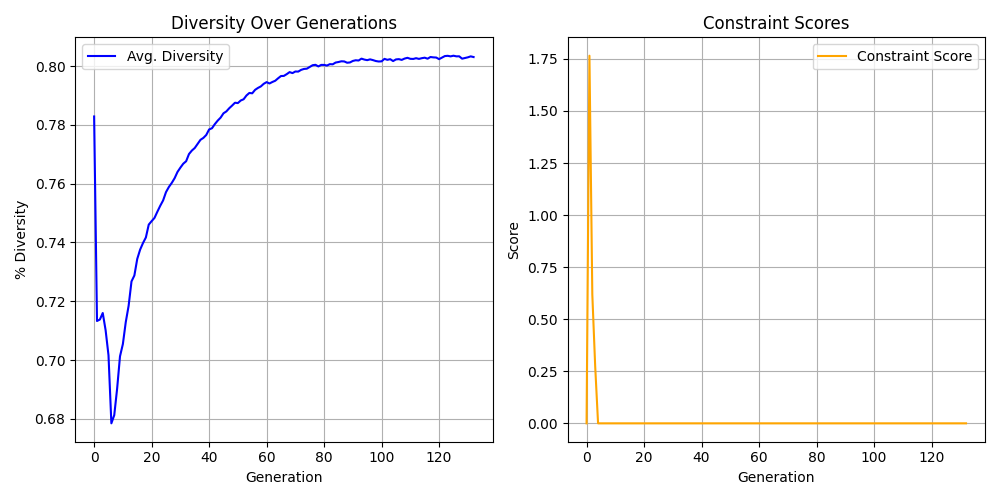 Diversity Over Generations
Avg. Diversity
% Diversity
0.80
0.78
0.76
0.74
0.72
0.70
0.68
0 20 40 60 80 100 120
Generation
Constraint Scores
Constraint Score
Score
1.75
1.50
1.25
1.00
0.75
0.50
0.25
0.00
0 20 40 60 80 100 120
Generation